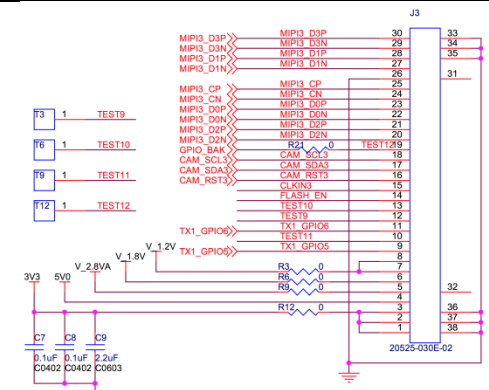 J3
MIPI3_D3P MIPI3_D3P 30 33
MIPI3_D3N MIPI3_D3N 29 34
MIPI3_D1P MIPI3_D1P 28 35
MIPI3_D1N MIPI3_D1N 27
26 31
MIPI3_CP MIPI3_CP 25
MIPI3_CN MIPI3_CN 24
MIPI3_D0P MIPI3_D0P 23
T3 1 TEST9 MIPI3_D0N MIPI3_D0N 22
MIPI3_D2P MIPI3_D2P 21
MIPI3_D2N MIPI3_D2N 20
T6 1 TEST10 GPIO_BAK R21 0 TEST12 19
CAM_SCL3 CAM_SCL3 18
CAM_SDA3 CAM_SDA3 17
T9 1 TEST11 CAM_RST3 CAM_RST3 16
CLKIN3 15
FLASH_EN 14
T12 1 TEST12 TEST10 13
TEST9 12
TX1_GPIO6 TX1_GPIO6 11
TEST11 10
V_1.2V TX1_GPIO5 TX1_GPIO5 9
V_1.8V 8
V_2.8VA R3 0 7
3V3 5V0 R6 0 6
R9 0 5 32
4
R12 0 3 36
2 37
1 38
C7 C8 C9
20525-030E-02
0.1uF 0.1uF 2.2uF
C0402 C0402 C0603